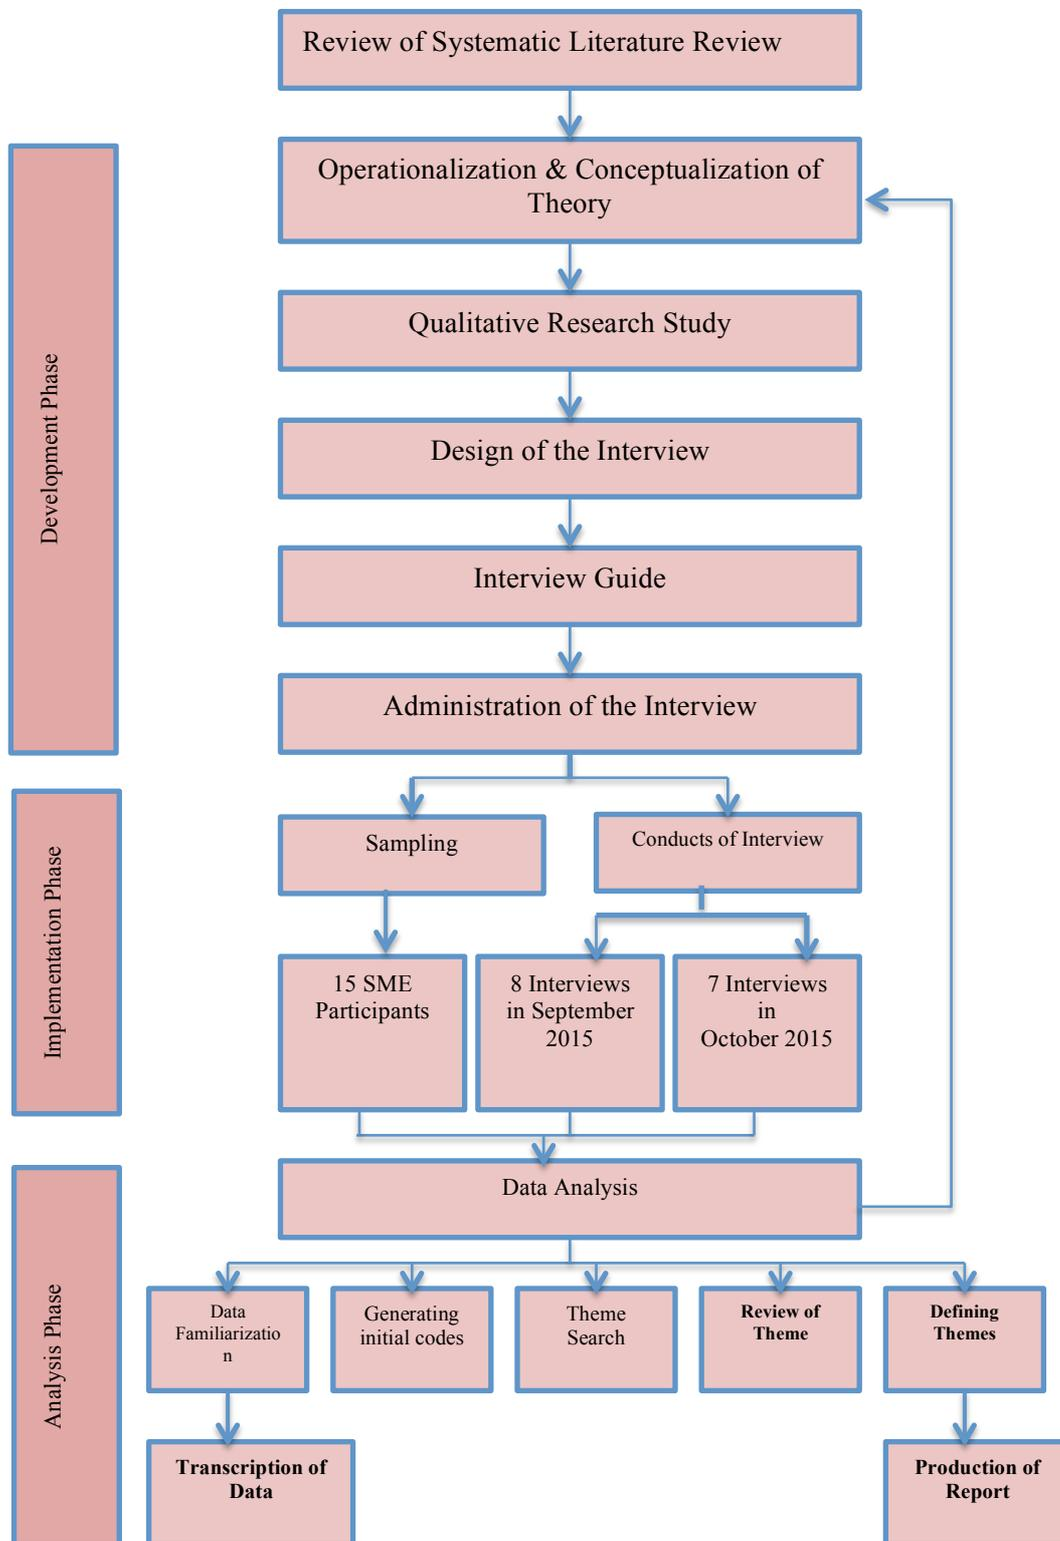 Review of Systematic Literature Review
Operationalization & Conceptualization of
Theory
Qualitative Research Study
Design of the Interview
Interview Guide
Administration of the Interview
Development Phase
Sampling
Conducts of Interview
15 SME
Participants
8 Interviews
in September
2015
7 Interviews
in
October 2015
Implementation Phase
Data Analysis
Data
Familiarizatio
n
Generating
initial codes
Theme
Search
Review of
Theme
Defining
Themes
Transcription of
Data
Production of
Report
Analysis Phase